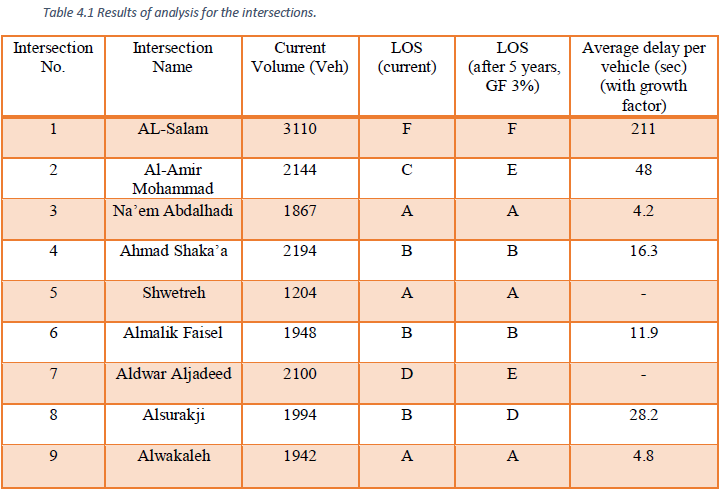 Table 4.1 Results of analysis for the intersections.
Intersection No. Intersection Name Current Volume (Veh) LOS (current) LOS (after 5 years, GF 3%) Average delay per vehicle (sec) (with growth factor)
1 AL-Salam 3110 F F 211
2 Al-Amir Mohammad 2144 C E 48
3 Na’em Abdalhadi 1867 A A 4.2
4 Ahmad Shaka’a 2194 B B 16.3
5 Shwetreh 1204 A A -
6 Almalik Faisel 1948 B B 11.9
7 Aldwar Aljadeed 2100 D E -
8 Alsurakji 1994 B D 28.2
9 Alwakaleh 1942 A A 4.8